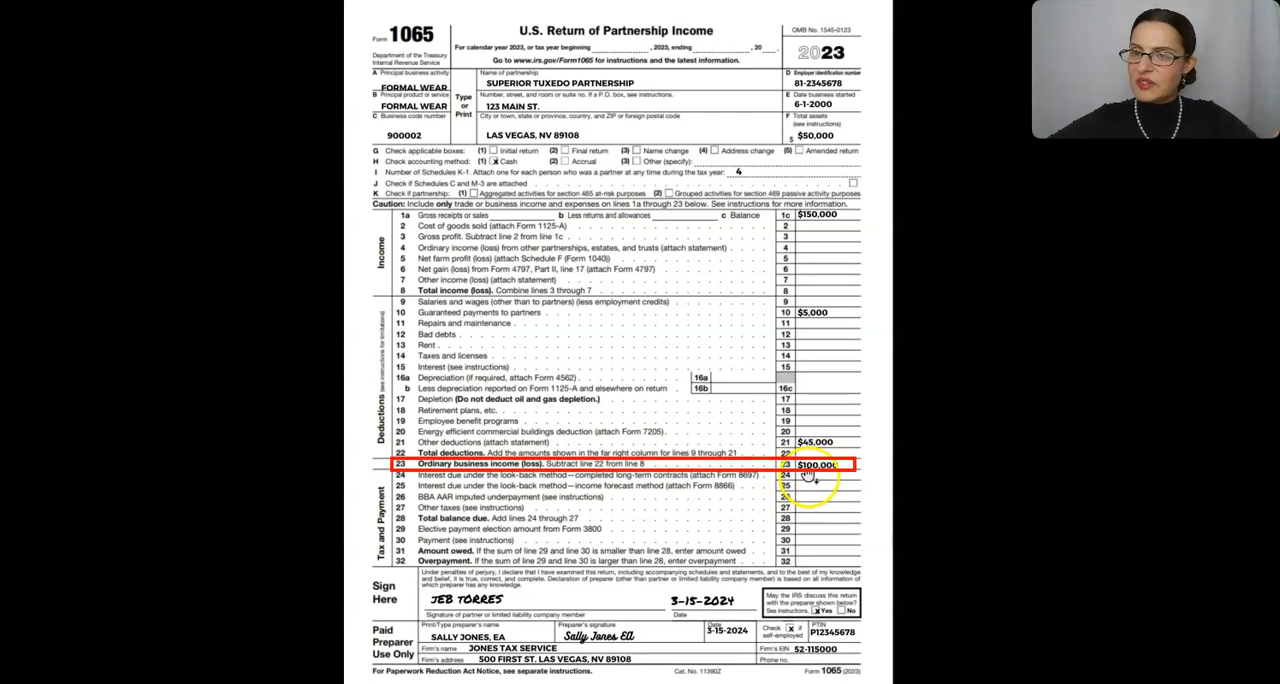 Form 1065
U.S. Return of Partnership Income
OMB No. 1545-0123
Department of the Treasury
Internal Revenue Service
For calendar year 2023, or tax year beginning , 2023, ending , 20 .
Go to www.irs.gov/Form1065 for instructions and the latest information.
2023
A Principal business activity
FORMAL WEAR
B Principal product or service
FORMAL WEAR
C Business code number
900002
Type or Print
Name of partnership
SUPERIOR TUXEDO PARTNERSHIP
Number, street, and room or suite no. If a P.O. box, see instructions.
123 MAIN ST.
City or town, state or province, country, and ZIP or foreign postal code
LAS VEGAS, NV 89108
D Employer identification number
81-2345678
E Date business started
6-1-2000
F Total assets
(see instructions)
$ $50,000
G Check applicable boxes: (1) Initial return (2) Final return (3) Name change (4) Address change (5) Amended return
H Check accounting method: (1) X Cash (2) Accrual (3) Other (specify):
I Number of Schedules K-1. Attach one for each person who was a partner at any time during the tax year: 4
J Check if Schedules C and M-3 are attached
K Check if partnership: (1) Aggregated activities for section 465 at-risk purposes (2) Grouped activities for section 469 passive activity purposes
Caution: Include only trade or business income and expenses on lines 1a through 23 below. See instructions for more information.
Income
1a Gross receipts or sales b Less returns and allowances c Balance 1c $150,000
2 Cost of goods sold (attach Form 1125-A) 2
3 Gross profit. Subtract line 2 from line 1c 3
4 Ordinary income (loss) from other partnerships, estates, and trusts (attach statement) 4
5 Net farm profit (loss) (attach Schedule F (Form 1040)) 5
6 Net gain (loss) from Form 4797, Part II, line 17 (attach Form 4797) 6
7 Other income (loss) (attach statement) 7
8 Total income (loss). Combine lines 3 through 7 8
Deductions (see instructions for limitations)
9 Salaries and wages (other than to partners) (less employment credits) 9
10 Guaranteed payments to partners 10 $5,000
11 Repairs and maintenance 11
12 Bad debts 12
13 Rent 13
14 Taxes and licenses 14
15 Interest (see instructions) 15
16a Depreciation (if required, attach Form 4562) 16a
b Less depreciation reported on Form 1125-A and elsewhere on return 16b 16c
17 Depletion (Do not deduct oil and gas depletion.) 17
18 Retirement plans, etc. 18
19 Employee benefit programs 19
20 Energy efficient commercial buildings deduction (attach Form 7205) 20
21 Other deductions (attach statement) 21 $45,000
22 Total deductions. Add the amounts shown in the far right column for lines 9 through 21 22
23 Ordinary business income (loss). Subtract line 22 from line 8 23 $100,000
Tax and Payment
24 Interest due under the look-back method—completed long-term contracts (attach Form 8697) 24
25 Interest due under the look-back method—income forecast method (attach Form 8866) 25
26 BBA AAR imputed underpayment (see instructions) 26
27 Other taxes (see instructions) 27
28 Total balance due. Add lines 24 through 27 28
29 Elective payment election amount from Form 3800 29
30 Payment (see instructions) 30
31 Amount owed. If the sum of line 29 and line 30 is smaller than line 28, enter amount owed 31
32 Overpayment. If the sum of line 29 and line 30 is larger than line 28, enter overpayment 32
Sign Here
Under penalties of perjury, I declare that I have examined this return, including accompanying schedules and statements, and to the best of my knowledge
and belief, it is true, correct, and complete. Declaration of preparer (other than partner or limited liability company member) is based on all information of
which preparer has any knowledge.
JEB TORRES 3-15-2024
Signature of partner or limited liability company member Date
May the IRS discuss this return
with the preparer shown below?
See instructions. X Yes No
Paid Preparer Use Only
Print/Type preparer's name
SALLY JONES, EA
Preparer's signature
Sally Jones EA
Date
3-15-2024
Check X if
self-employed
PTIN
P12345678
Firm's name JONES TAX SERVICE Firm's EIN 52-115000
Firm's address 500 FIRST ST. LAS VEGAS, NV 89108 Phone no.
For Paperwork Reduction Act Notice, see separate instructions. Cat. No. 11390Z Form 1065 (2023)